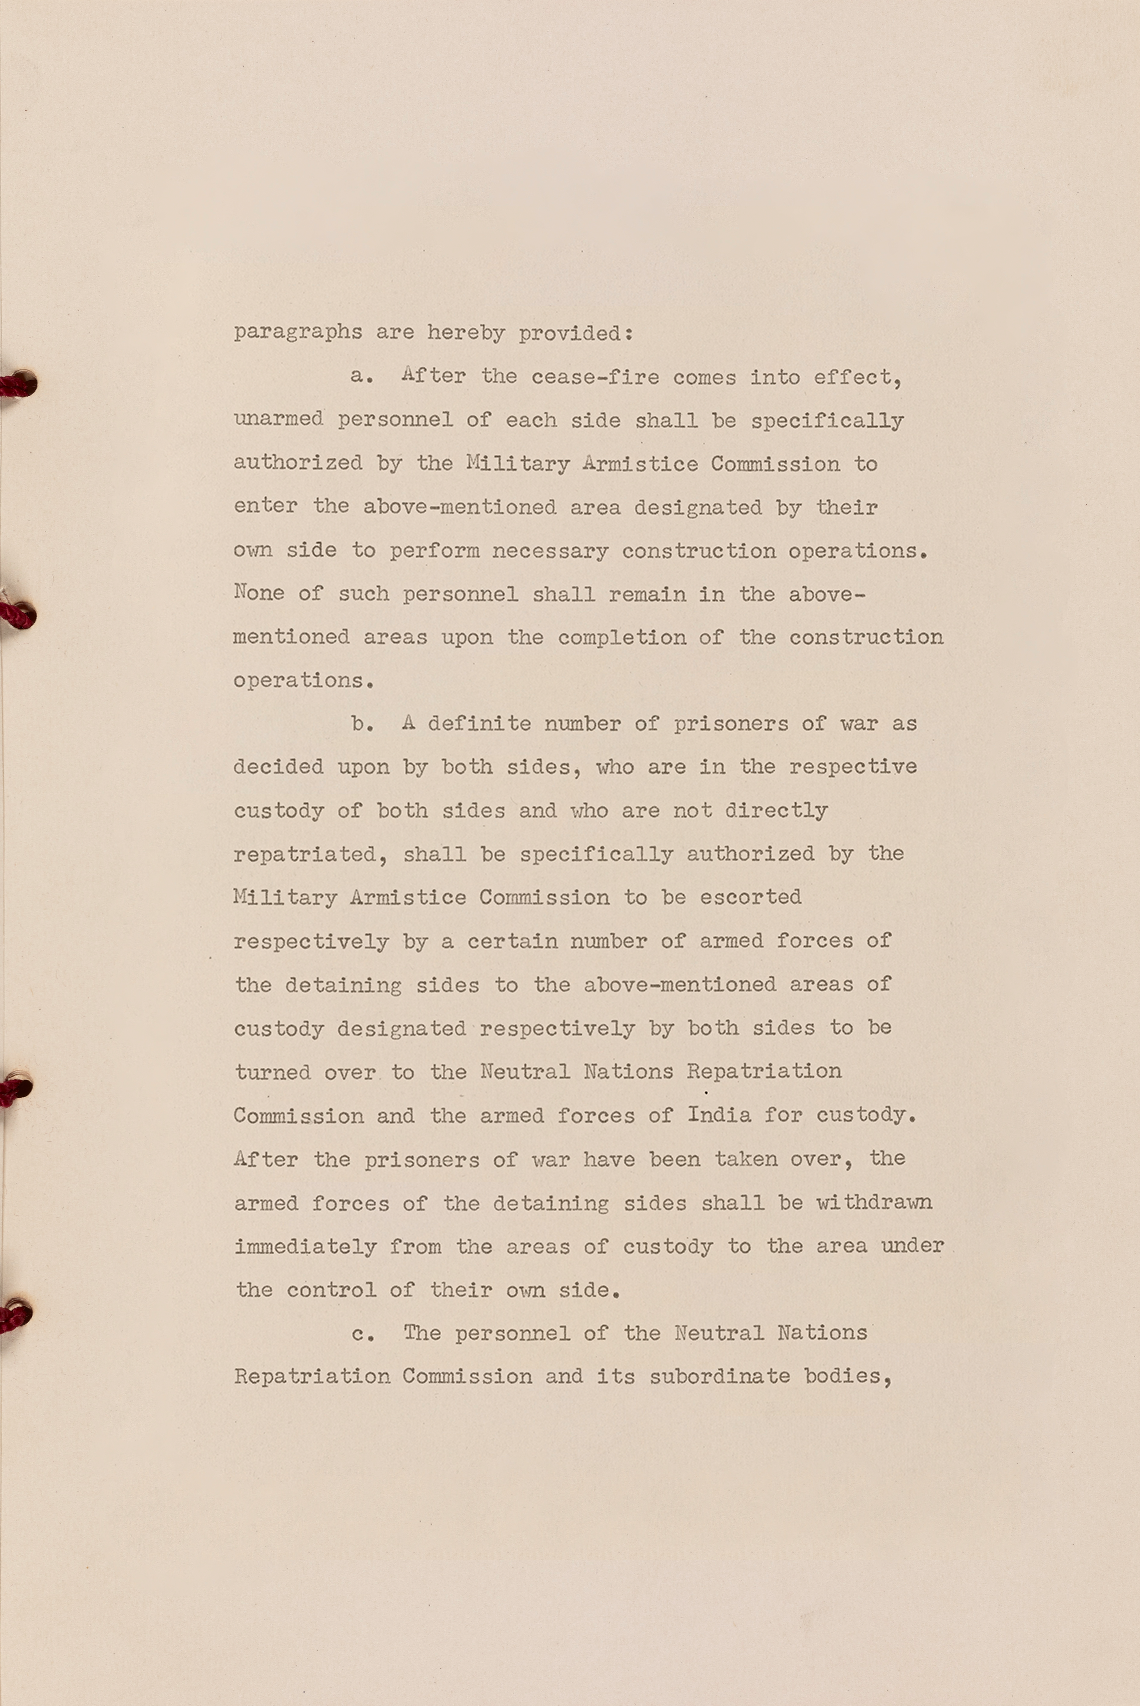 paragraphs are hereby provided:
a. After the cease-fire comes into effect,
unarmed personnel of each side shall be specifically
authorized by the Military Armistice Commission to
enter the above-mentioned area designated by their
own side to perform necessary construction operations.
None of such personnel shall remain in the above-
mentioned areas upon the completion of the construction
operations.
b. A definite number of prisoners of war as
decided upon by both sides, who are in the respective
custody of both sides and who are not directly
repatriated, shall be specifically authorized by the
Military Armistice Commission to be escorted
respectively by a certain number of armed forces of
the detaining sides to the above-mentioned areas of
custody designated respectively by both sides to be
turned over to the Neutral Nations Repatriation
Commission and the armed forces of India for custody.
After the prisoners of war have been taken over, the
armed forces of the detaining sides shall be withdrawn
immediately from the areas of custody to the area under
the control of their own side.
c. The personnel of the Neutral Nations
Repatriation Commission and its subordinate bodies,